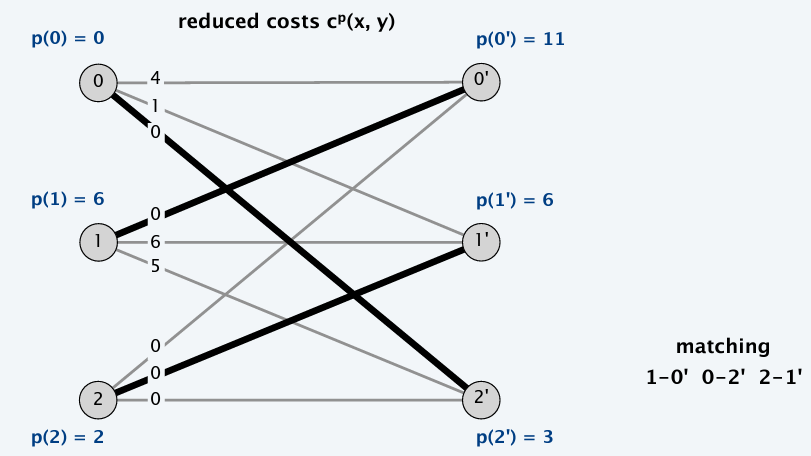 reduced costs cᵖ(x, y)
p(0) = 0
p(0') = 11
0
4
0'
1
0
p(1) = 6
p(1') = 6
0
1
6
1'
5
0
matching
0
1-0' 0-2' 2-1'
2
0
2'
p(2) = 2
p(2') = 3